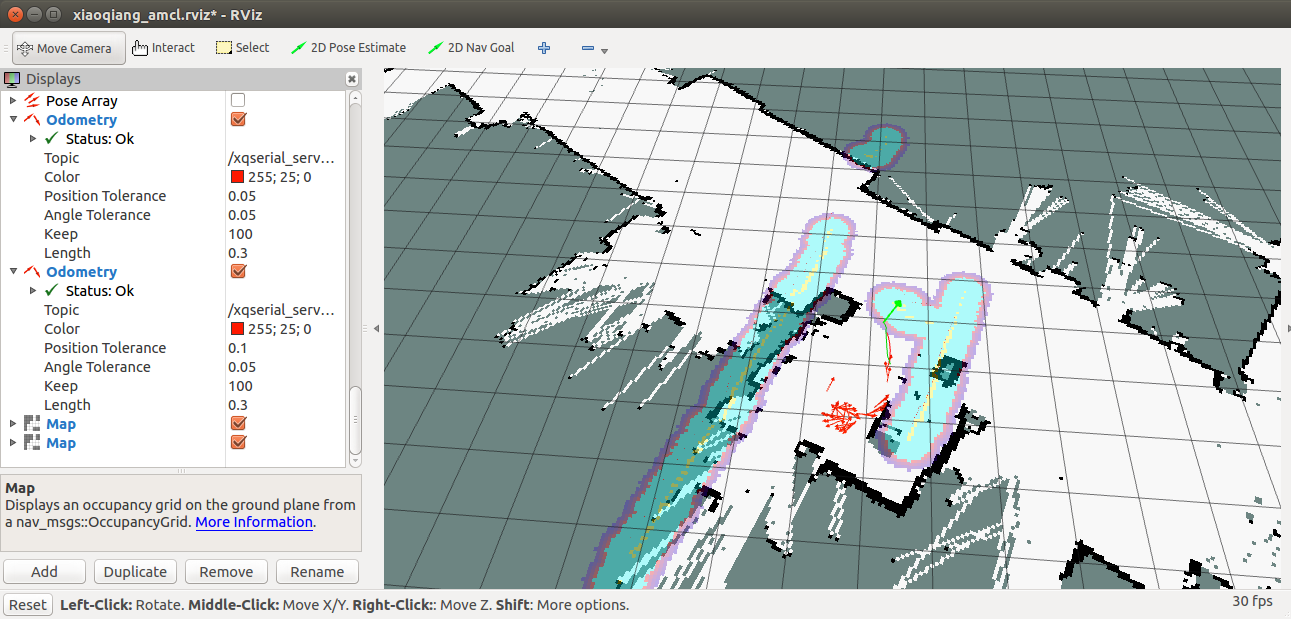 xiaoqiang_amcl.rviz* - RViz
Move Camera Interact Select 2D Pose Estimate 2D Nav Goal
Displays
Pose Array
Odometry
Status: Ok
Topic /xqserial_serv...
Color 255; 25; 0
Position Tolerance 0.05
Angle Tolerance 0.05
Keep 100
Length 0.3
Odometry
Status: Ok
Topic /xqserial_serv...
Color 255; 25; 0
Position Tolerance 0.1
Angle Tolerance 0.05
Keep 100
Length 0.3
Map
Map
Map
Displays an occupancy grid on the ground plane from
a nav_msgs::OccupancyGrid. More Information.
Add Duplicate Remove Rename
Reset Left-Click: Rotate. Middle-Click: Move X/Y. Right-Click:: Move Z. Shift: More options. 30 fps